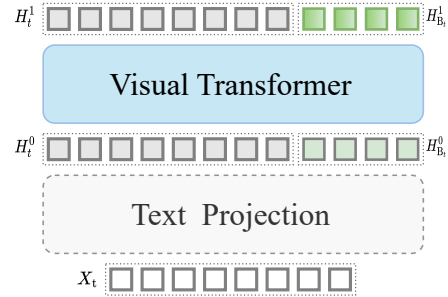 H_t^1 H_{B_t}^1
Visual Transformer
H_t^0 H_{B_t}^0
Text Projection
X_t